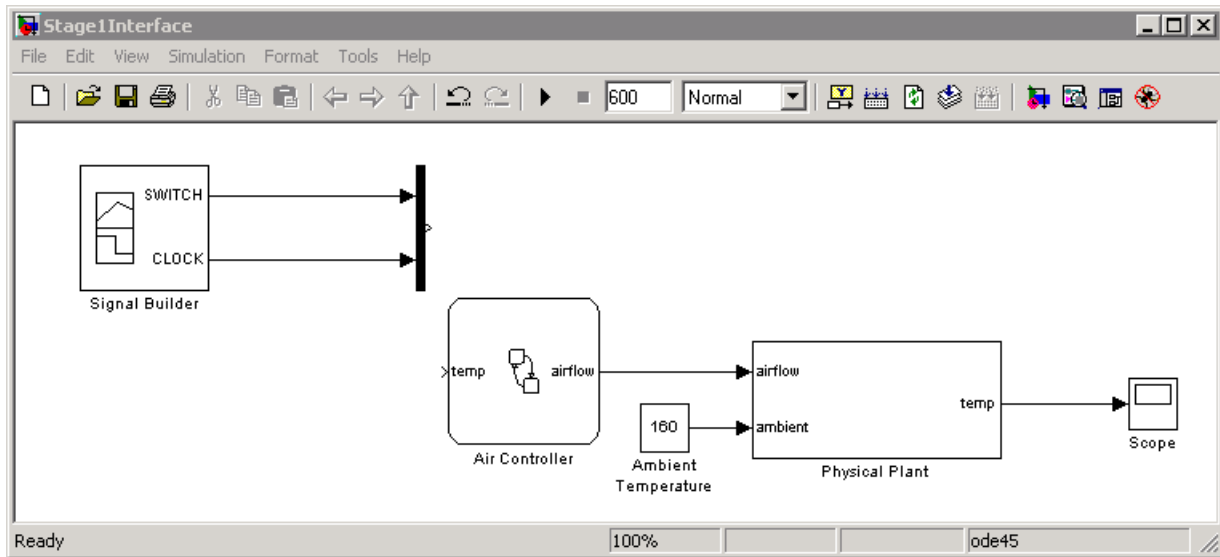 Stage1Interface
File Edit View Simulation Format Tools Help
600 Normal
SWITCH
CLOCK
Signal Builder
temp airflow
Air Controller
160
Ambient
Temperature
airflow
ambient
temp
Physical Plant
Scope
Ready 100% ode45